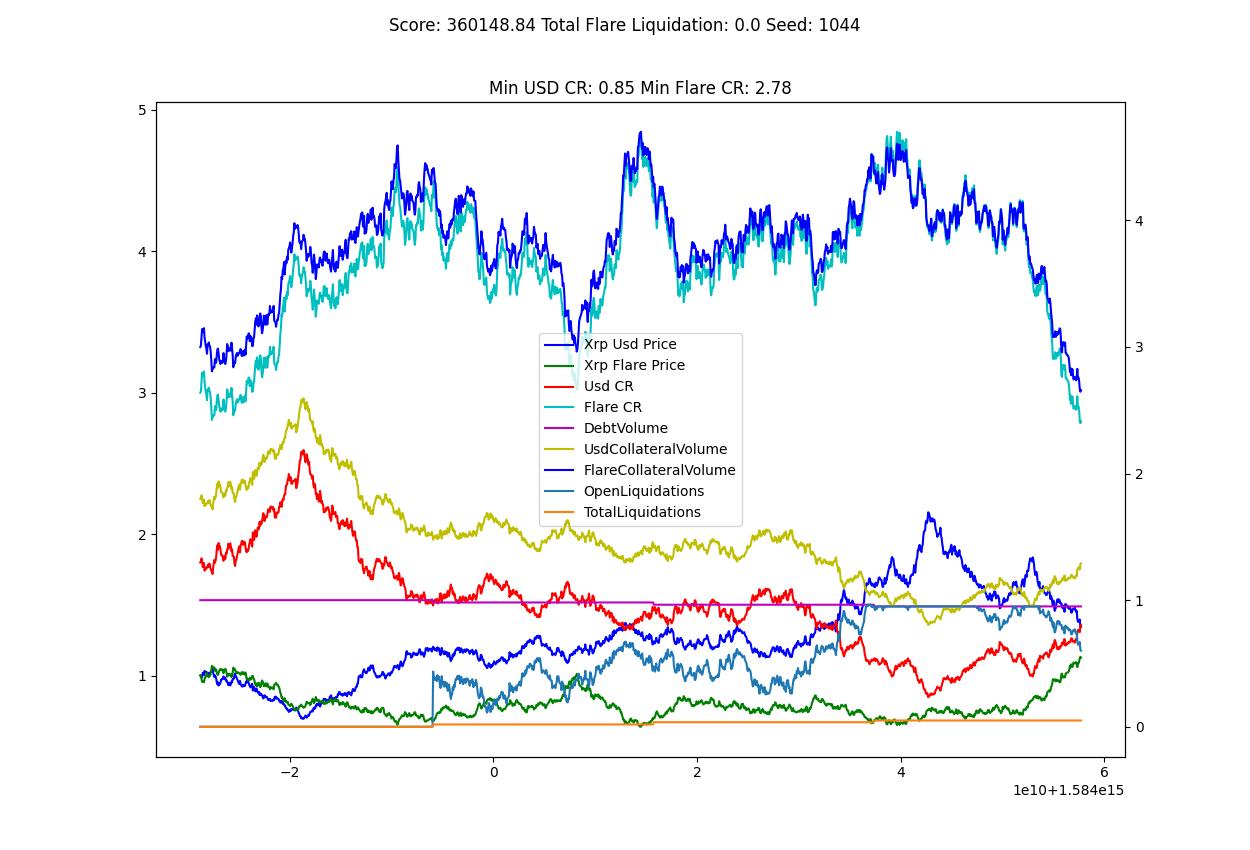 Score: 360148.84 Total Flare Liquidation: 0.0 Seed: 1044
Min USD CR: 0.85 Min Flare CR: 2.78
5
4
3
2
1
4
3
2
1
0
Xrp Usd Price
Xrp Flare Price
Usd CR
Flare CR
DebtVolume
UsdCollateralVolume
FlareCollateralVolume
OpenLiquidations
TotalLiquidations
−2 0 2 4 6
1e10+1.584e15